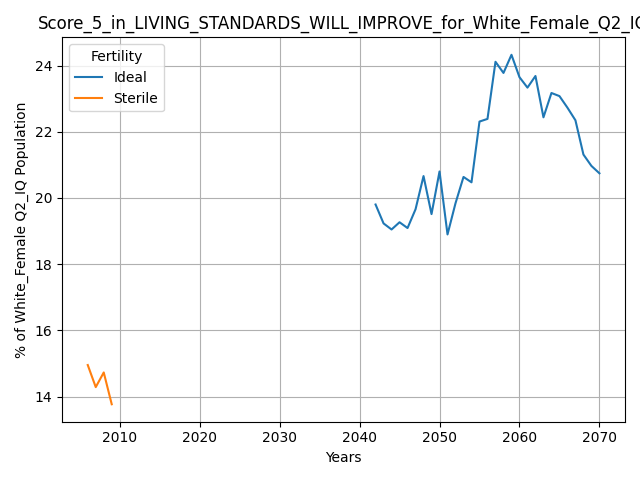 Score_5_in_LIVING_STANDARDS_WILL_IMPROVE_for_White_Female_Q2_IQ
Fertility
Ideal
Sterile
% of White_Female Q2_IQ Population
24
22
20
18
16
14
2010 2020 2030 2040 2050 2060 2070
Years